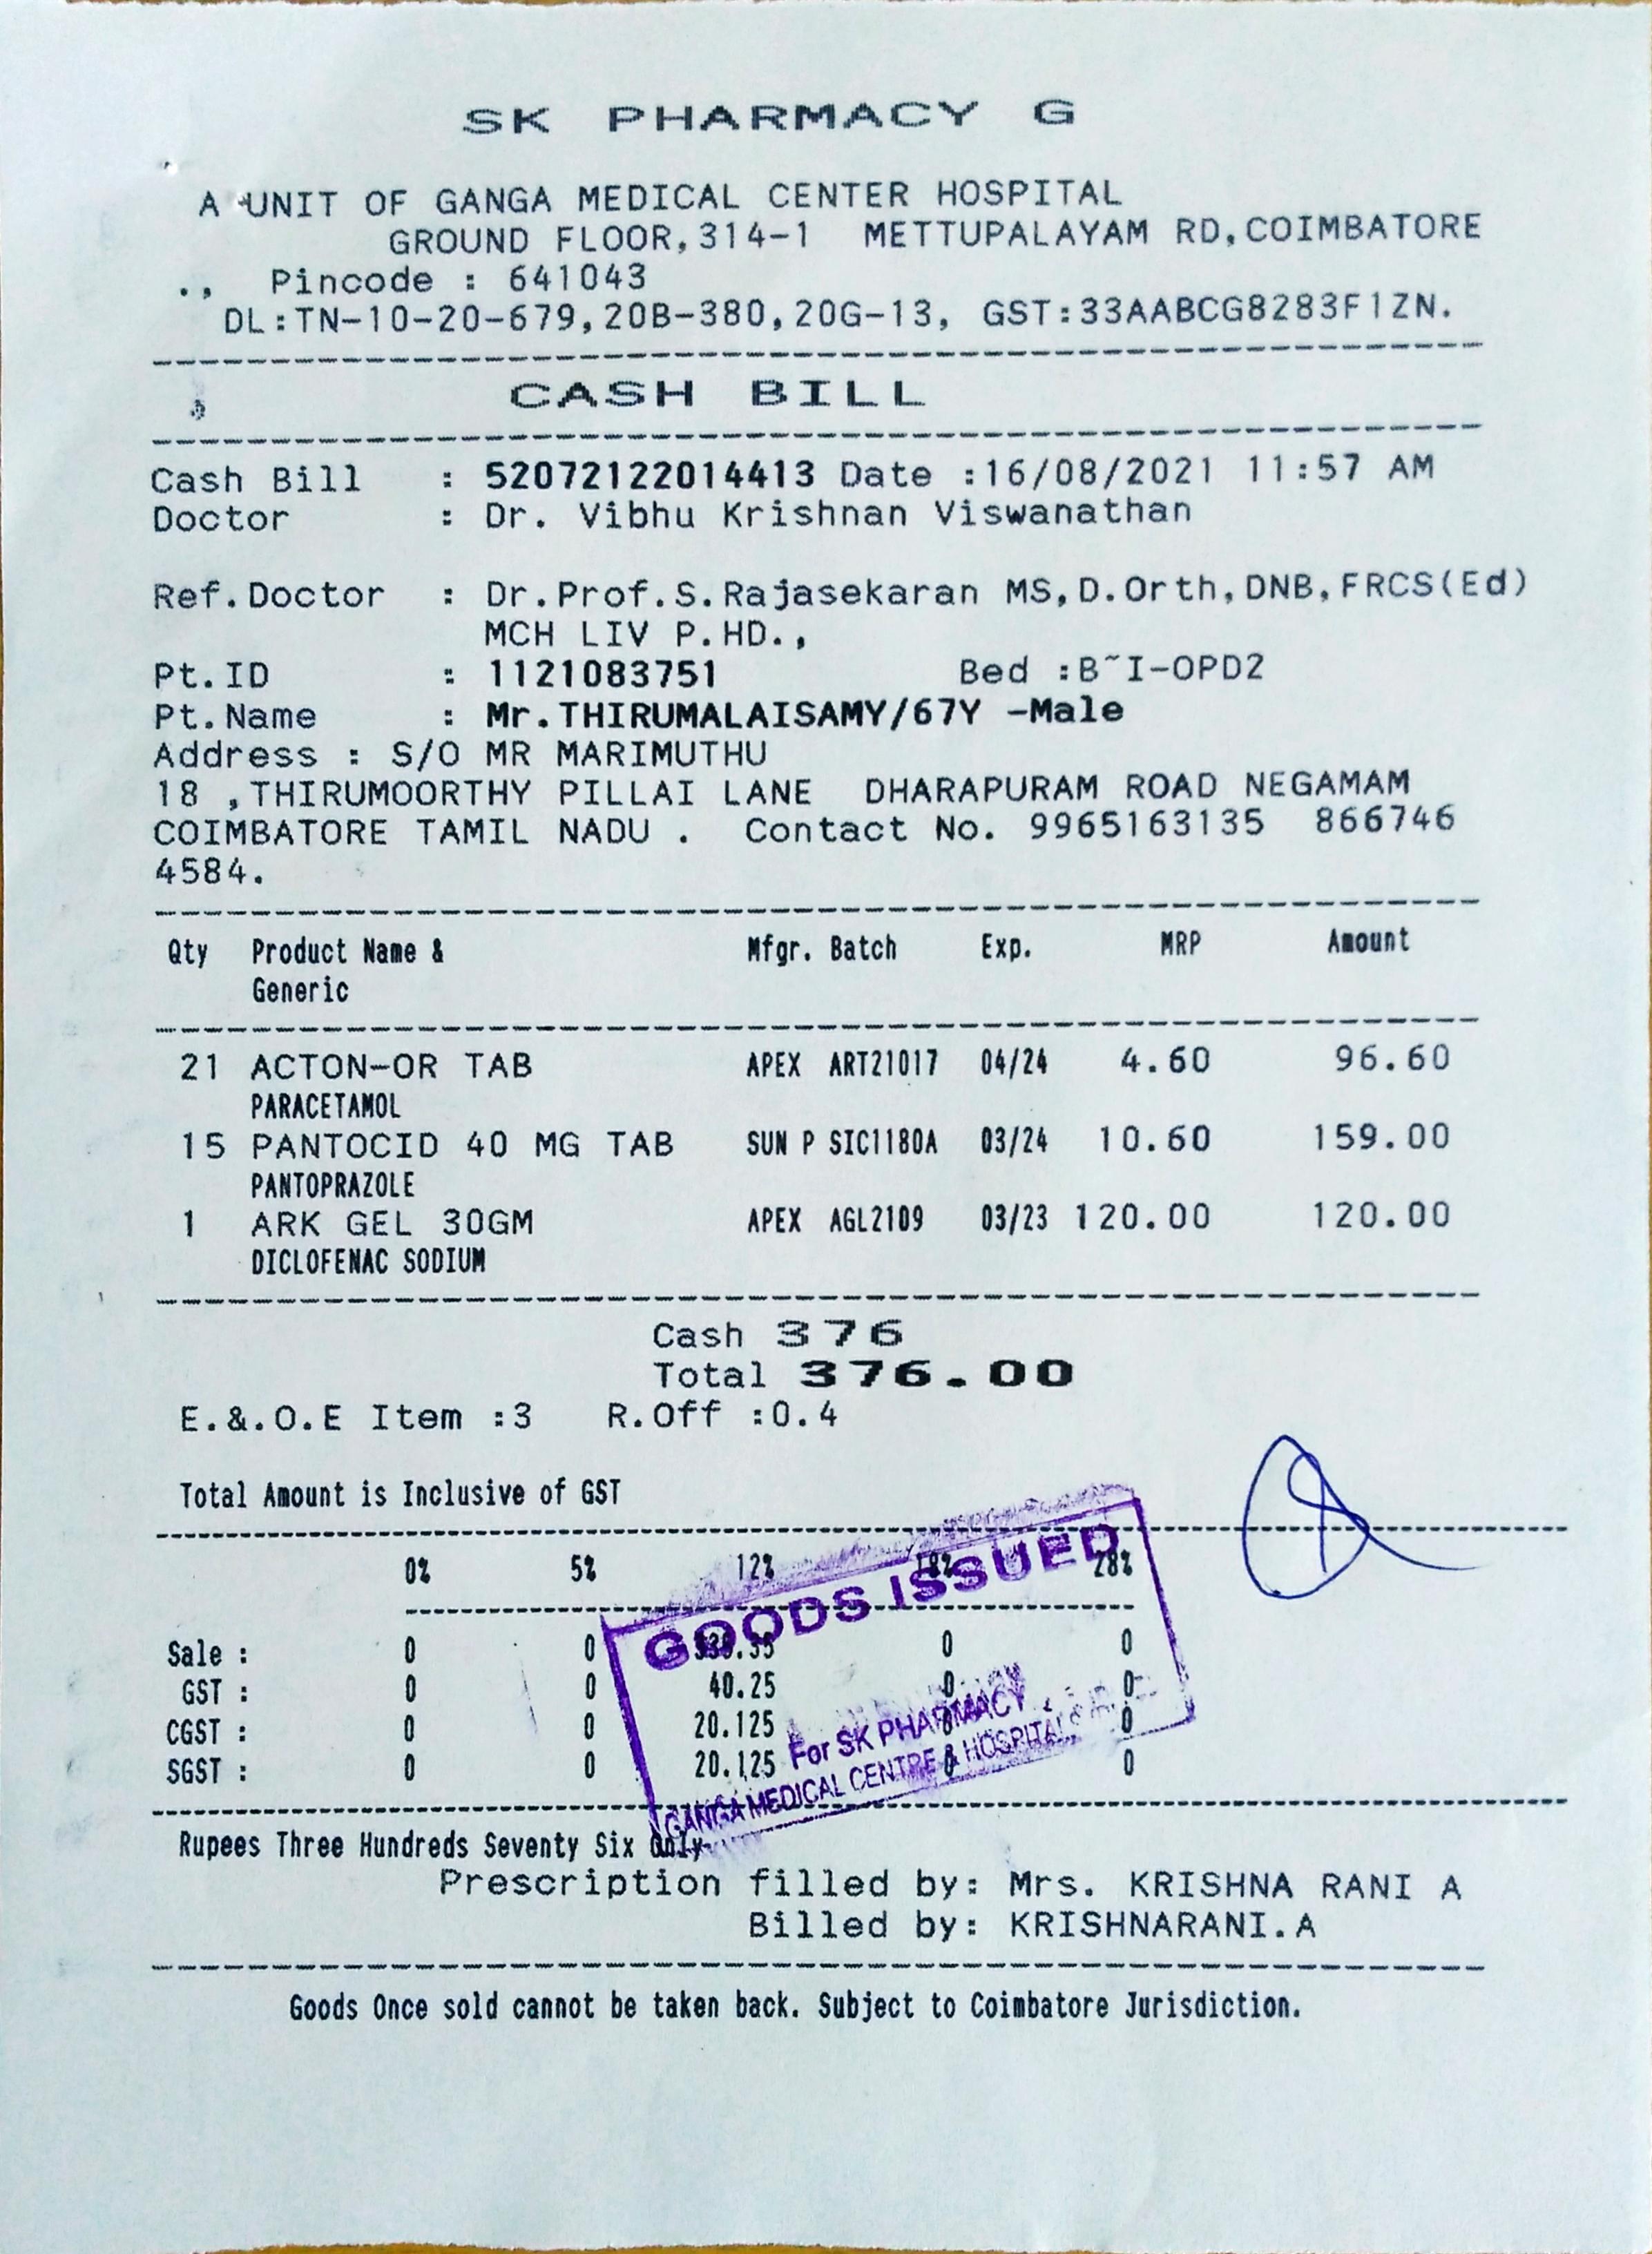 SK PHARMACY G
A UNIT OF GANGA MEDICAL CENTER HOSPITAL
GROUND FLOOR,314-1 METTUPALAYAM RD,COIMBATORE
., Pincode : 641043
DL:TN-10-20-679,20B-380,20G-13, GST:33AABCG8283F1ZN.
CASH BILL
Cash Bill : 52072122014413 Date :16/08/2021 11:57 AM
Doctor : Dr. Vibhu Krishnan Viswanathan
Ref.Doctor : Dr.Prof.S.Rajasekaran MS,D.Orth,DNB,FRCS(Ed)
MCH LIV P.HD.,
Pt.ID : 1121083751 Bed :B~I-OPD2
Pt.Name : Mr.THIRUMALAISAMY/67Y -Male
Address : S/O MR MARIMUTHU
18 ,THIRUMOORTHY PILLAI LANE DHARAPURAM ROAD NEGAMAM
COIMBATORE TAMIL NADU . Contact No. 9965163135 866746
4584.
Qty Product Name & Mfgr. Batch Exp. MRP Amount
Generic
21 ACTON-OR TAB APEX ART21017 04/24 4.60 96.60
PARACETAMOL
15 PANTOCID 40 MG TAB SUN P SIC1180A 03/24 10.60 159.00
PANTOPRAZOLE
1 ARK GEL 30GM APEX AGL2109 03/23 120.00 120.00
DICLOFENAC SODIUM
Cash 376
Total 376.00
E.&.O.E Item :3 R.Off :0.4
Total Amount is Inclusive of GST
0% 5% 12% 18% 28%
GOODS ISSUED
Sale : 0 0 0 0
GST : 0 0 40.25 0 0
CGST : 0 0 20.125 0 0
SGST : 0 0 20.125 0 0
For SK PHARMACY
GANGA MEDICAL CENTRE & HOSPITALS
Rupees Three Hundreds Seventy Six Only
Prescription filled by: Mrs. KRISHNA RANI A
Billed by: KRISHNARANI.A
Goods Once sold cannot be taken back. Subject to Coimbatore Jurisdiction.